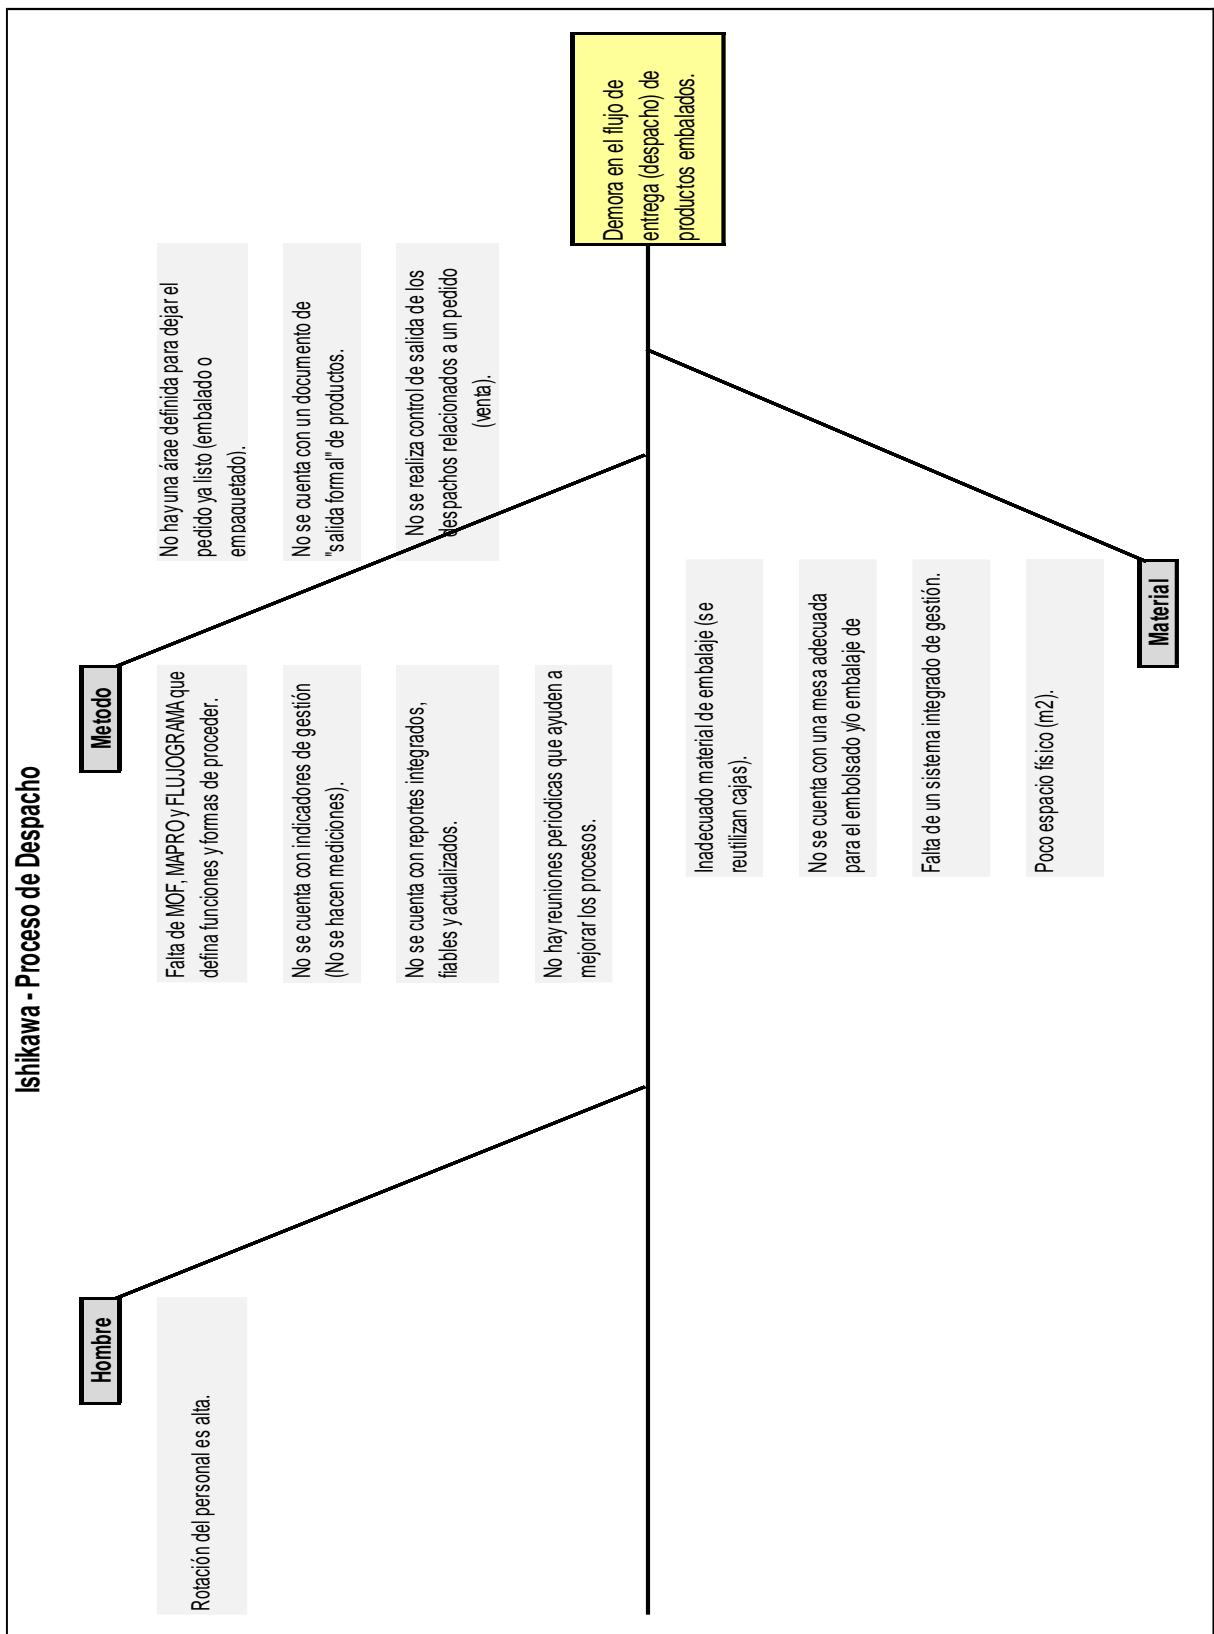 Ishikawa - Proceso de Despacho
Hombre
Rotación del personal es alta.
Metodo
Falta de MOF, MAPRO y FLUJOGRAMA que
defina funciones y formas de proceder.
No se cuenta con indicadores de gestión
(No se hacen mediciones).
No se cuenta con reportes integrados,
fiables y actualizados.
No hay reuniones periodicas que ayuden a
mejorar los procesos.
No hay una árae definida para dejar el
pedido ya listo (embalado o
empaquetado).
No se cuenta con un documento de
"salida formal" de productos.
No se realiza control de salida de los
despachos relacionados a un pedido
(venta).
Demora en el flujo de
entrega (despacho) de
productos embalados.
Inadecuado material de embalaje (se
reutilizan cajas).
No se cuenta con una mesa adecuada
para el embolsado y/o embalaje de
Falta de un sistema integrado de gestión.
Poco espacio físico (m2).
Material